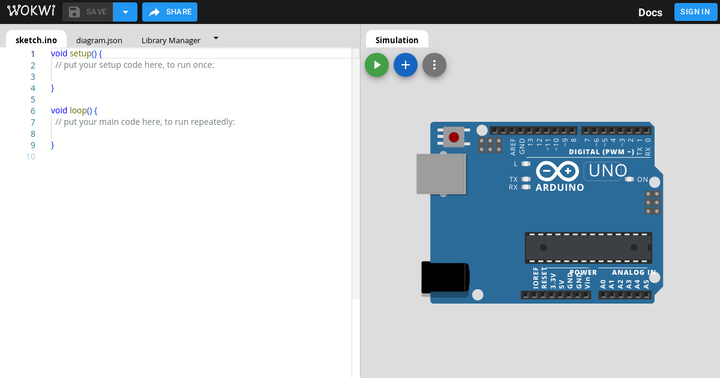 WOKWI SAVE SHARE Docs SIGN IN
sketch.ino diagram.json Library Manager Simulation
1 void setup() {
2 // put your setup code here, to run once:
3
4 }
5
6 void loop() {
7 // put your main code here, to run repeatedly:
8
9 }
10
AREF GND 13 12 ~11 ~10 ~9 8 7 ~6 ~5 4 ~3 2 TX 1 RX 0
DIGITAL (PWM ~)
L
UNO
TX ON
RX ARDUINO
POWER ANALOG IN
IOREF RESET 3.3V 5V GND GND Vin A0 A1 A2 A3 A4 A5